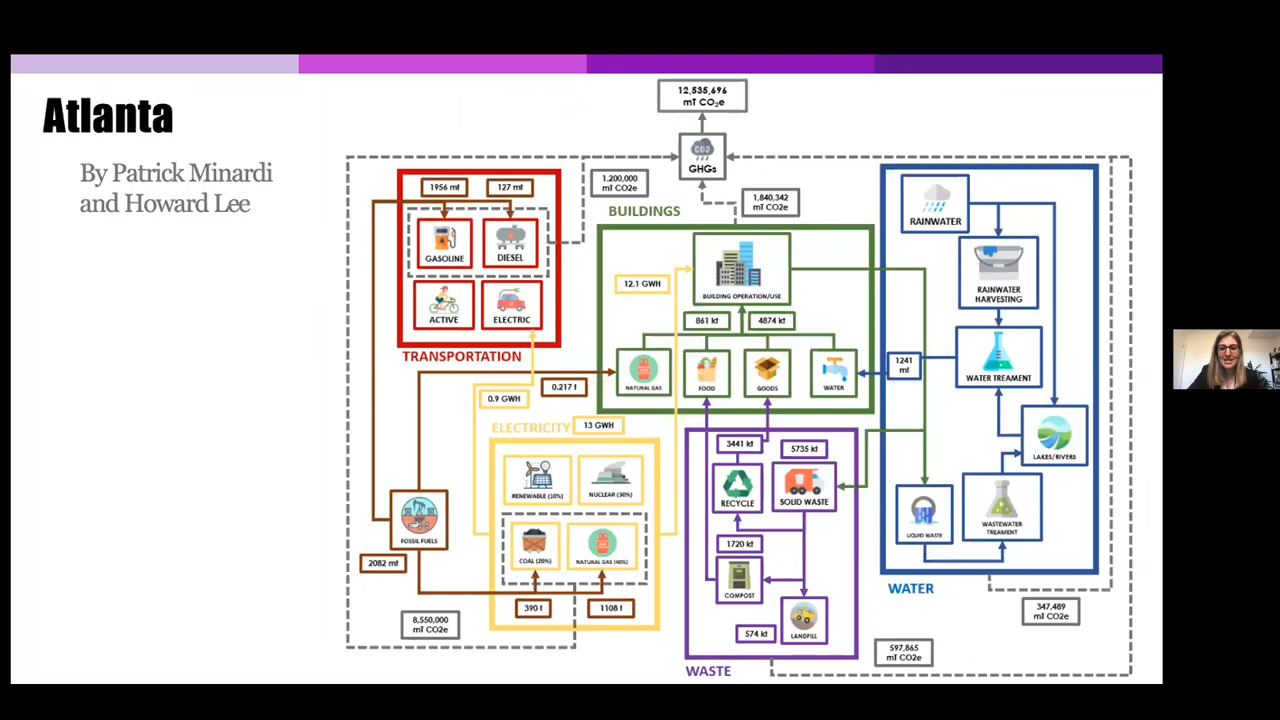 Atlanta
By Patrick Minardi
and Howard Lee
12,535,696
mT CO₂e
CO2
GHGs
1,200,000
mT CO2e
1,840,342
mT CO2e
1956 mt
127 mt
GASOLINE
DIESEL
ACTIVE
ELECTRIC
TRANSPORTATION
BUILDINGS
BUILDING OPERATION/USE
12.1 GWH
861 kt
4874 kt
NATURAL GAS
FOOD
GOODS
WATER
0.217 t
0.9 GWH
ELECTRICITY
13 GWH
RENEWABLE (10%)
NUCLEAR (30%)
COAL (20%)
NATURAL GAS (40%)
FOSSIL FUELS
2082 mt
390 t
1108 t
8,550,000
mT CO2e
3441 kt
5735 kt
RECYCLE
SOLID WASTE
1720 kt
COMPOST
574 kt
LANDFILL
WASTE
597,865
mT CO2e
RAINWATER
RAINWATER
HARVESTING
1241
mt
WATER TREAMENT
LAKES/RIVERS
LIQUID WASTE
WASTEWATER
TREAMENT
WATER
347,489
mT CO2e